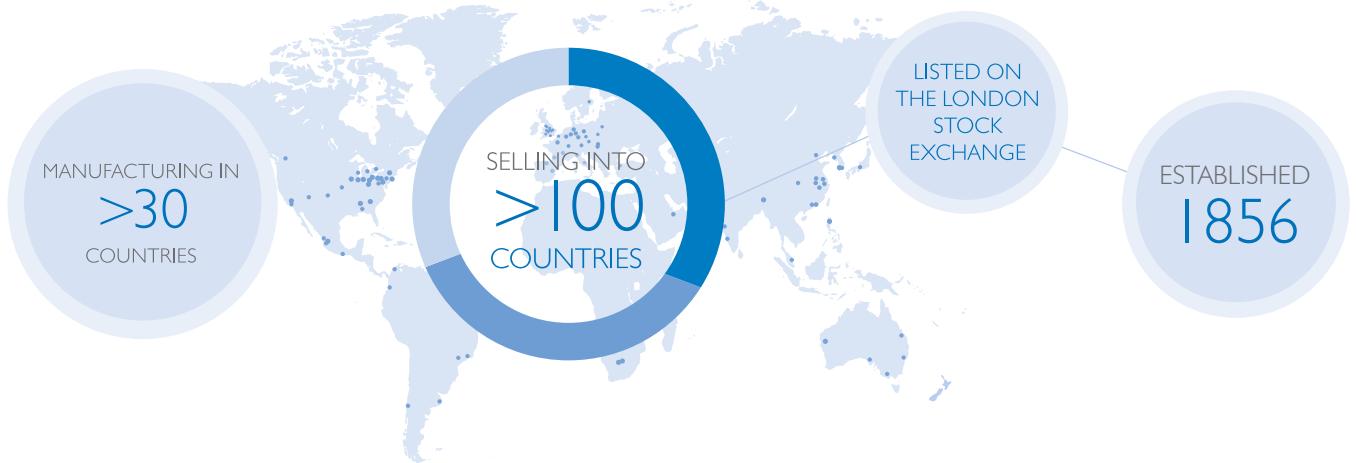 MANUFACTURING IN
>30
COUNTRIES
SELLING INTO
>100
COUNTRIES
LISTED ON
THE LONDON
STOCK
EXCHANGE
ESTABLISHED
1856